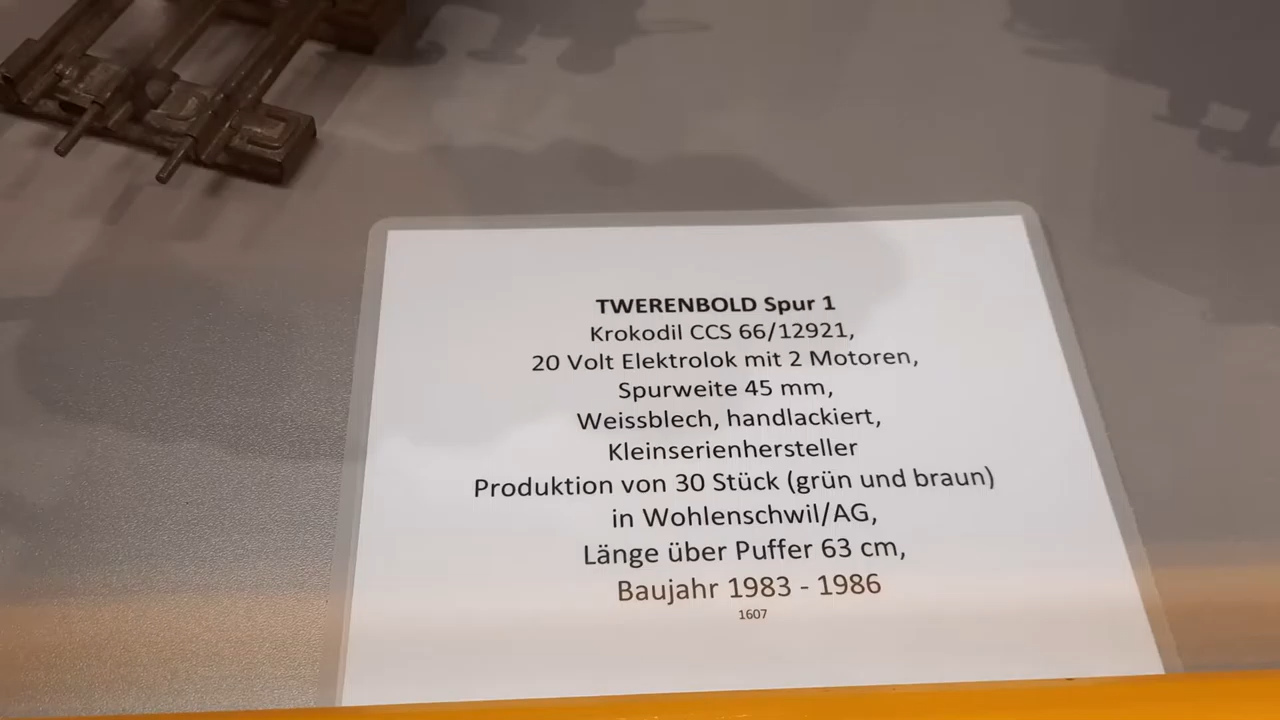 TWERENBOLD Spur 1
Krokodil CCS 66/12921,
20 Volt Elektrolok mit 2 Motoren,
Spurweite 45 mm,
Weissblech, handlackiert,
Kleinserienhersteller
Produktion von 30 Stück (grün und braun)
in Wohlenschwil/AG,
Länge über Puffer 63 cm,
Baujahr 1983 - 1986
1607